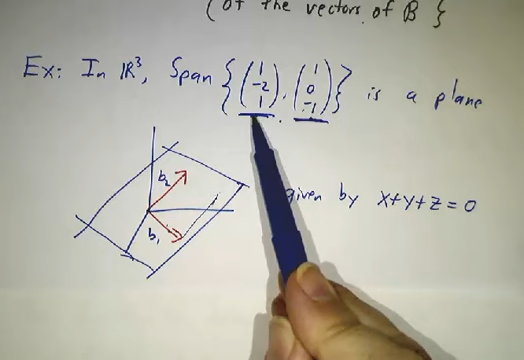 (of the vectors of B }
Ex: In ℝ³, Span { (1 -2 1), (1 0 -1) } is a plane
b₂
given by x+y+z=0
b₁